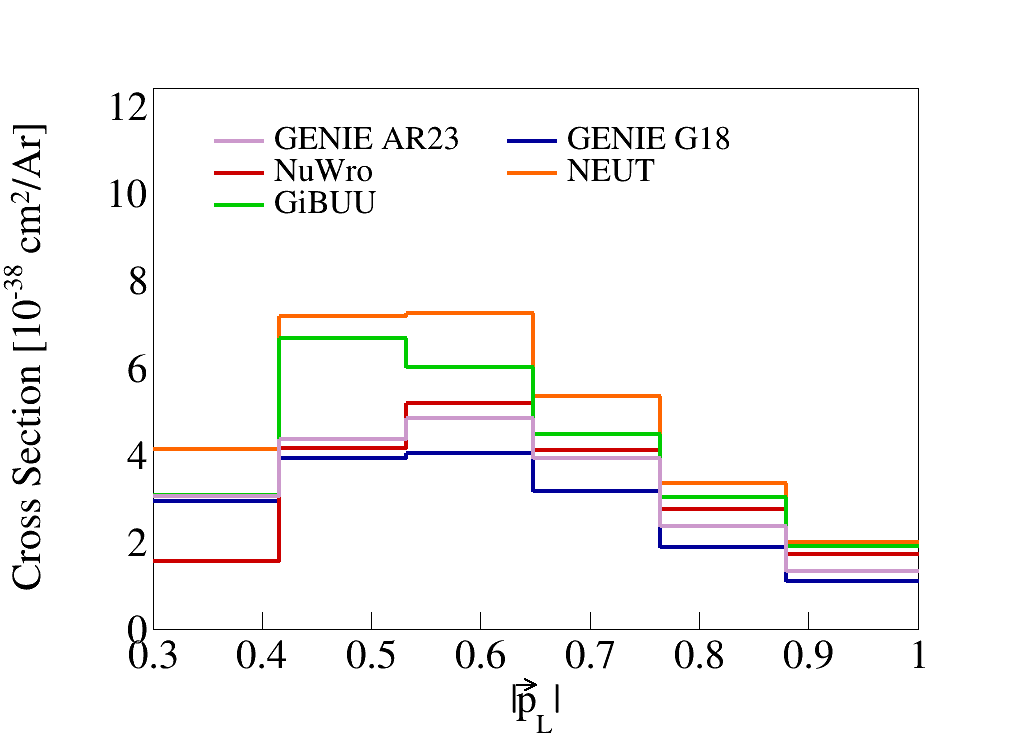 Cross Section [10⁻³⁸ cm²/Ar]
12
10
8
6
4
2
0
GENIE AR23
GENIE G18
NuWro
NEUT
GiBUU
0.3 0.4 0.5 0.6 0.7 0.8 0.9 1
|p⃗_L|